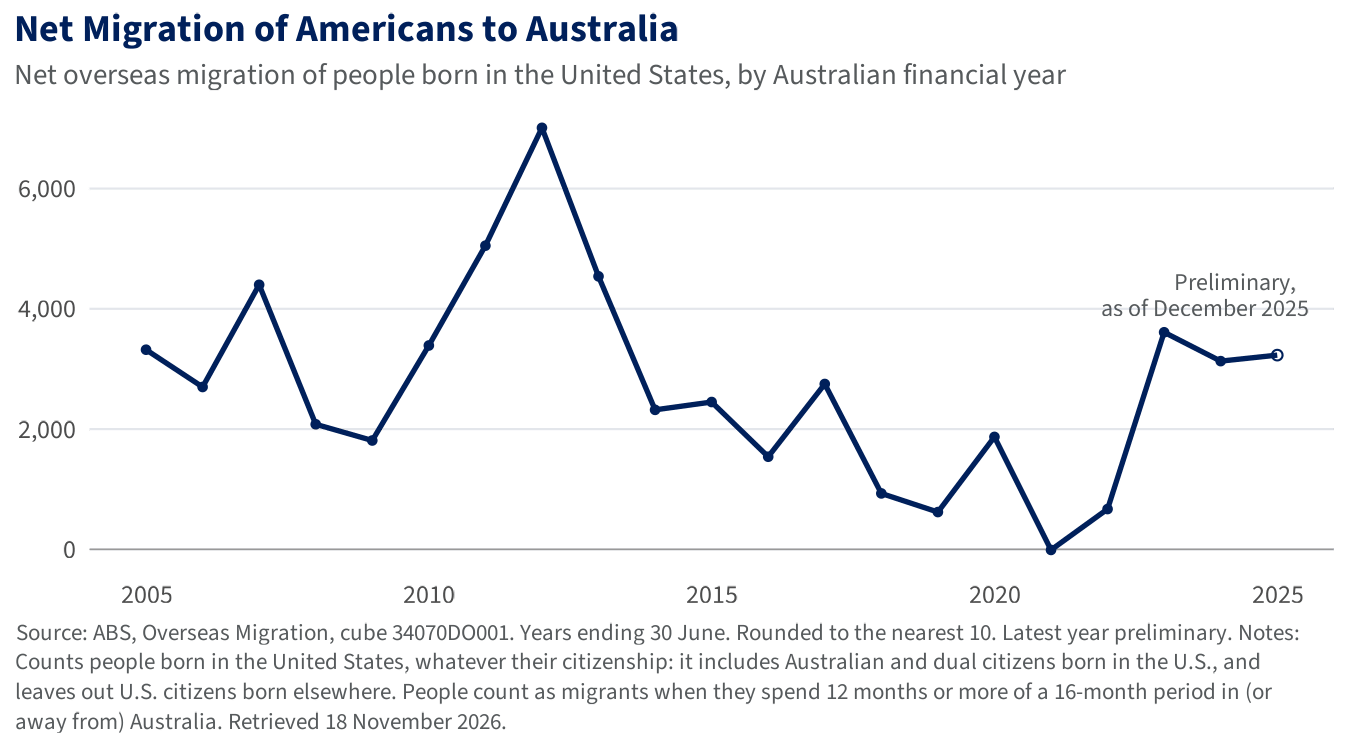 Net Migration of Americans to Australia
Net overseas migration of people born in the United States, by Australian financial year
6,000
4,000
2,000
0
Preliminary,
as of December 2025
2005
2010
2015
2020
2025
Source: ABS, Overseas Migration, cube 34070DO001. Years ending 30 June. Rounded to the nearest 10. Latest year preliminary. Notes:
Counts people born in the United States, whatever their citizenship: it includes Australian and dual citizens born in the U.S., and
leaves out U.S. citizens born elsewhere. People count as migrants when they spend 12 months or more of a 16-month period in (or
away from) Australia. Retrieved 18 November 2026.